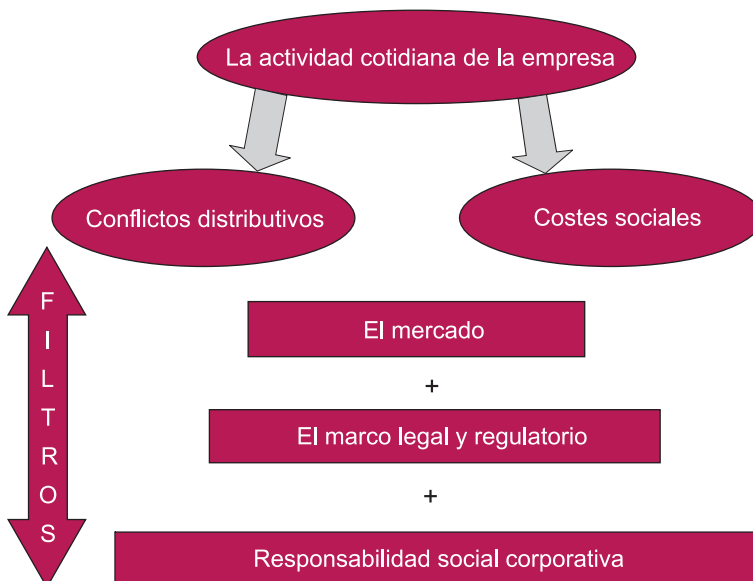 La actividad cotidiana de la empresa
Conflictos distributivos
Costes sociales
FILTROS
El mercado
+
El marco legal y regulatorio
+
Responsabilidad social corporativa